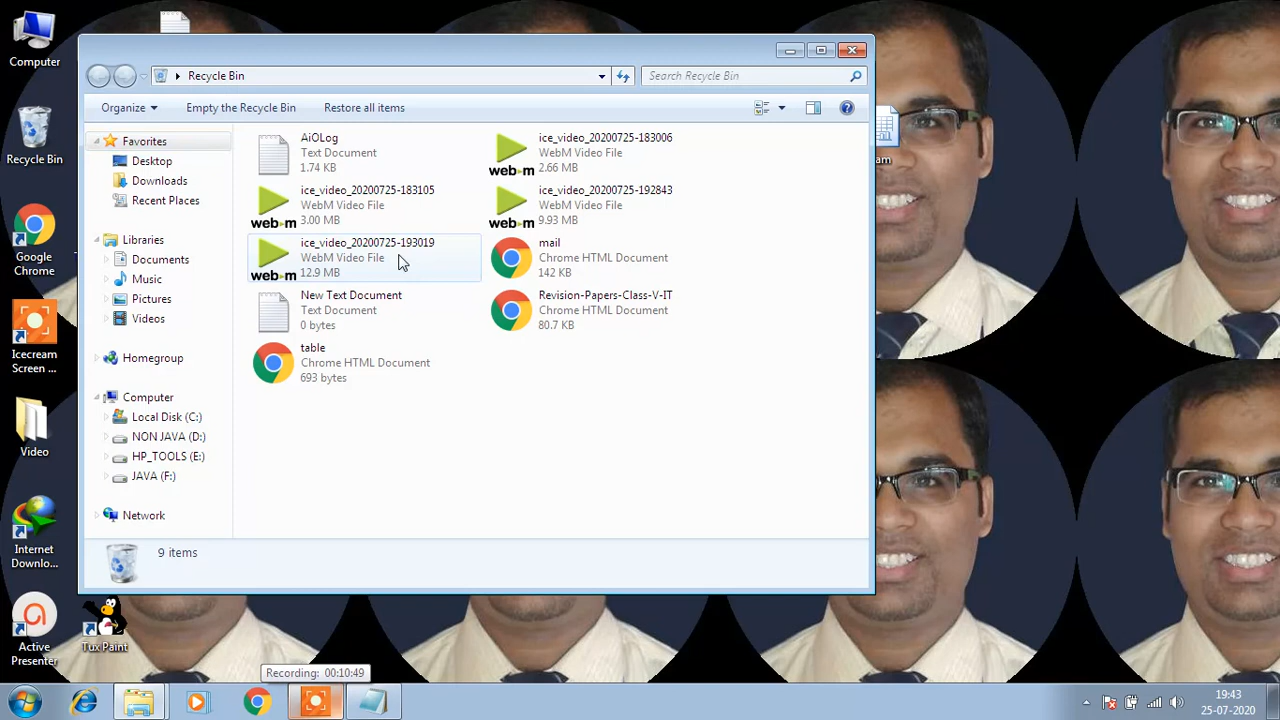 Computer
Recycle Bin
Google
Chrome
Icecream
Screen ...
Video
Internet
Downlo...
Active
Presenter
Tux Paint
Recycle Bin
Search Recycle Bin
Organize
Empty the Recycle Bin
Restore all items
Favorites
Desktop
Downloads
Recent Places
Libraries
Documents
Music
Pictures
Videos
Homegroup
Computer
Local Disk (C:)
NON JAVA (D:)
HP_TOOLS (E:)
JAVA (F:)
Network
AiOLog
Text Document
1.74 KB
ice_video_20200725-183006
WebM Video File
2.66 MB
webm
ice_video_20200725-183105
WebM Video File
3.00 MB
webm
ice_video_20200725-192843
WebM Video File
9.93 MB
webm
ice_video_20200725-193019
WebM Video File
12.9 MB
webm
mail
Chrome HTML Document
142 KB
New Text Document
Text Document
0 bytes
Revision-Papers-Class-V-IT
Chrome HTML Document
80.7 KB
table
Chrome HTML Document
693 bytes
9 items
am
Recording: 00:10:49
19:43
25-07-2020